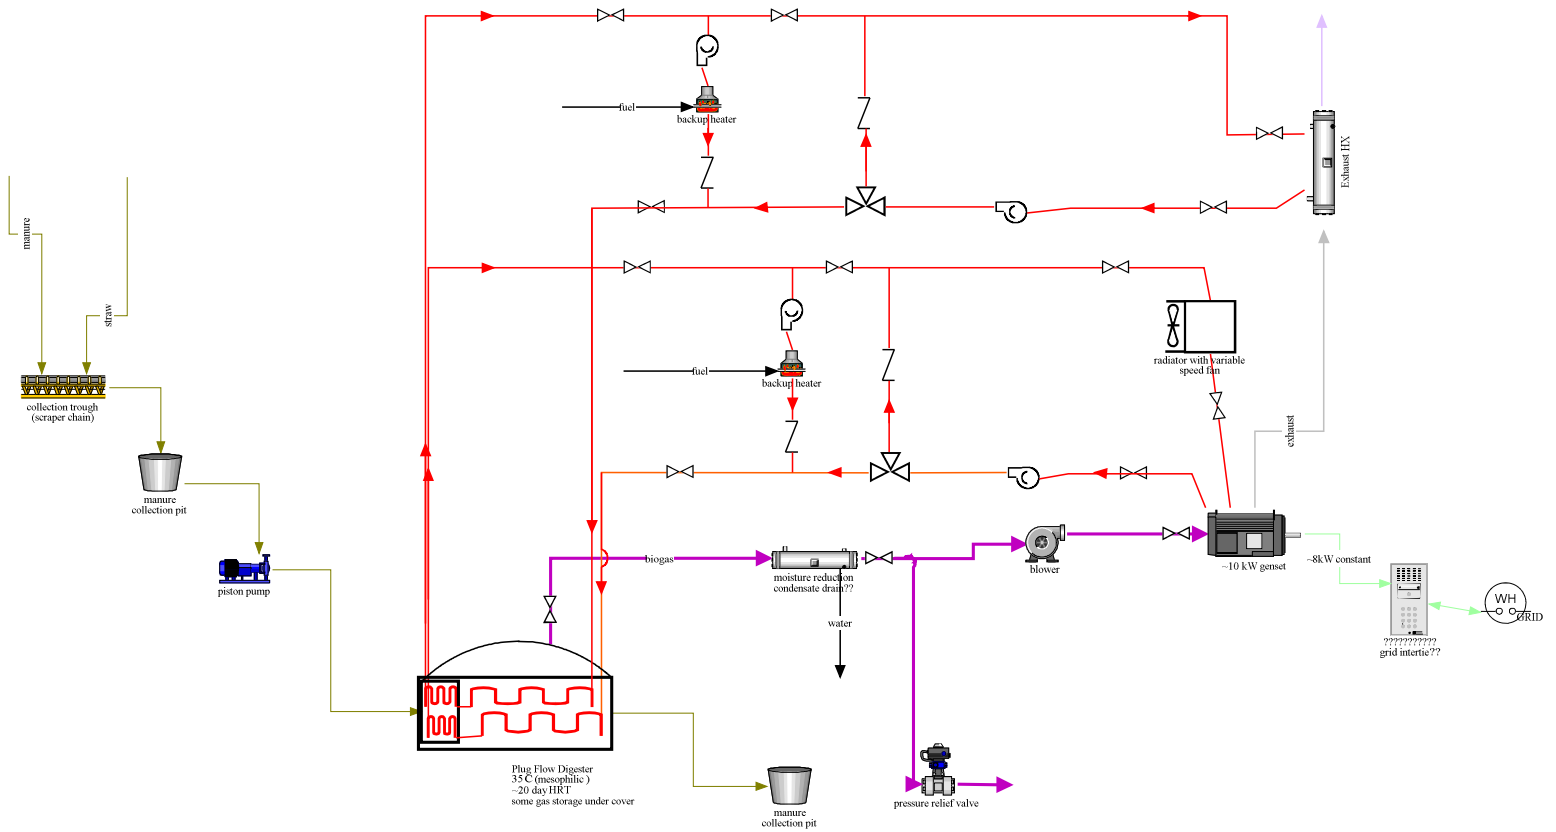 fuel
backup heater
Exhaust HX
manure
straw
radiator with variable
speed fan
fuel
backup heater
collection trough
(scraper chain)
exhaust
manure
collection pit
biogas
moisture reduction
condensate drain??
blower
~10 kW genset
~8kW constant
piston pump
WH
GRID
water
???????????
grid intertie??
Plug Flow Digester
35 C (mesophilic )
~20 day HRT
some gas storage under cover
pressure relief valve
manure
collection pit